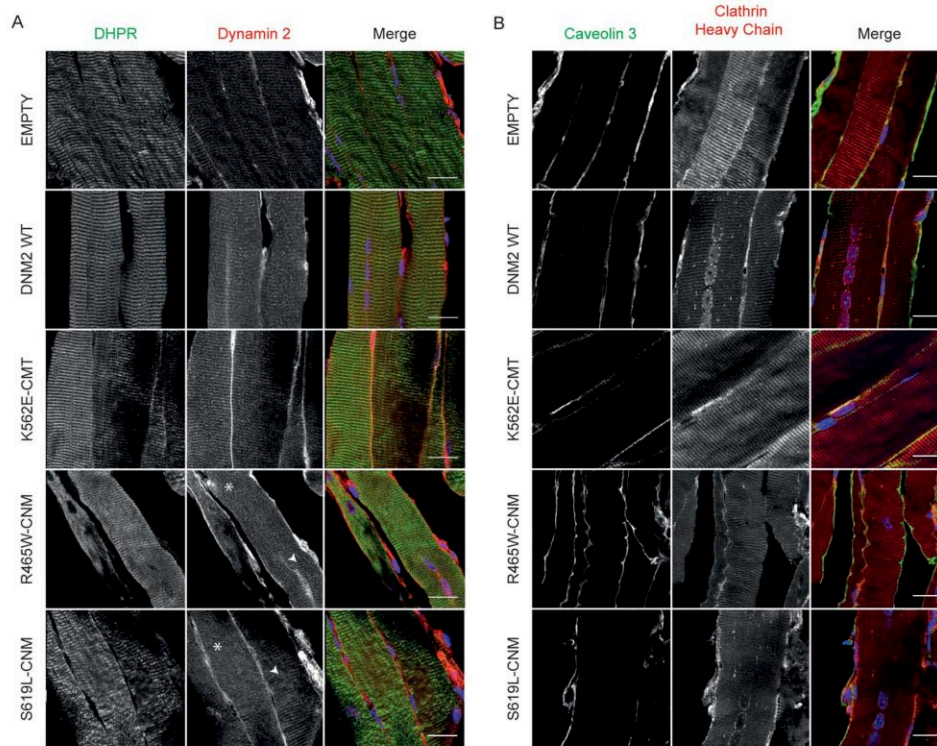 A
DHPR
Dynamin 2
Merge
EMPTY
DNM2 WT
K562E-CMT
R465W-CNM
*
S619L-CNM
*
B
Caveolin 3
Clathrin
Heavy Chain
Merge
EMPTY
DNM2 WT
K562E-CMT
R465W-CNM
S619L-CNM